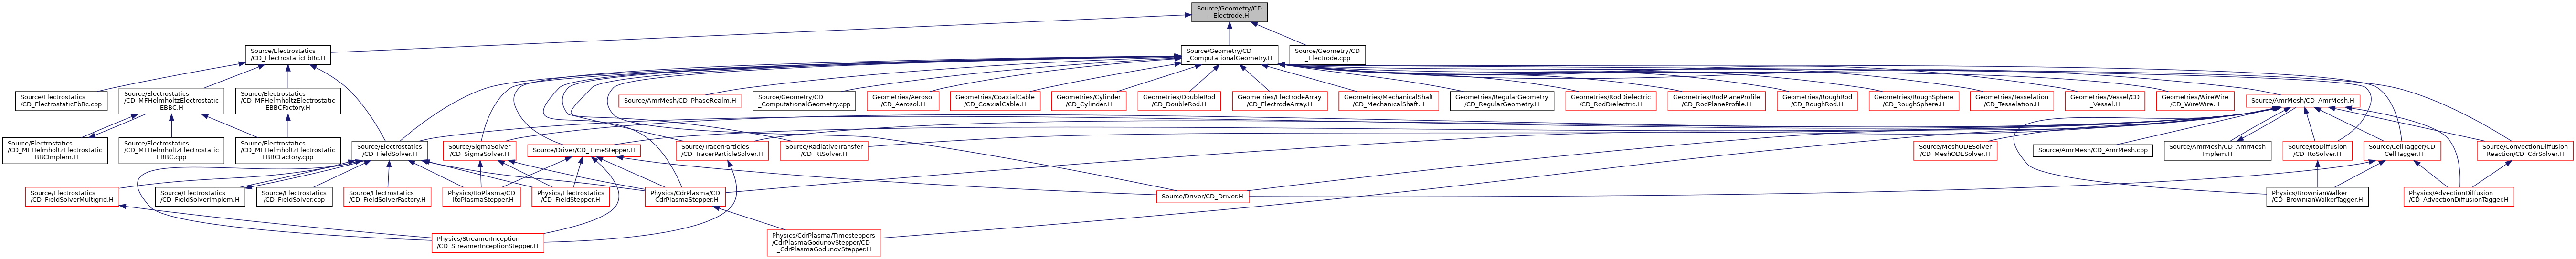 Source/Geometry/CD
_Electrode.H
Source/Electrostatics
/CD_ElectrostaticEbBc.H
Source/Geometry/CD
_ComputationalGeometry.H
Source/Geometry/CD
_Electrode.cpp
Source/Electrostatics
/CD_ElectrostaticEbBc.cpp
Source/Electrostatics
/CD_MFHelmholtzElectrostatic
EBBC.H
Source/Electrostatics
/CD_MFHelmholtzElectrostatic
EBBCFactory.H
Source/AmrMesh/CD_PhaseRealm.H
Source/Geometry/CD
_ComputationalGeometry.cpp
Geometries/Aerosol
/CD_Aerosol.H
Geometries/CoaxialCable
/CD_CoaxialCable.H
Geometries/Cylinder
/CD_Cylinder.H
Geometries/DoubleRod
/CD_DoubleRod.H
Geometries/ElectrodeArray
/CD_ElectrodeArray.H
Geometries/MechanicalShaft
/CD_MechanicalShaft.H
Geometries/RegularGeometry
/CD_RegularGeometry.H
Geometries/RodDielectric
/CD_RodDielectric.H
Geometries/RodPlaneProfile
/CD_RodPlaneProfile.H
Geometries/RoughRod
/CD_RoughRod.H
Geometries/RoughSphere
/CD_RoughSphere.H
Geometries/Tesselation
/CD_Tesselation.H
Geometries/Vessel/CD
_Vessel.H
Geometries/WireWire
/CD_WireWire.H
Source/AmrMesh/CD_AmrMesh.H
Source/Electrostatics
/CD_MFHelmholtzElectrostatic
EBBCImplem.H
Source/Electrostatics
/CD_MFHelmholtzElectrostatic
EBBC.cpp
Source/Electrostatics
/CD_MFHelmholtzElectrostatic
EBBCFactory.cpp
Source/Electrostatics
/CD_FieldSolver.H
Source/SigmaSolver
/CD_SigmaSolver.H
Source/Driver/CD_TimeStepper.H
Source/TracerParticles
/CD_TracerParticleSolver.H
Source/RadiativeTransfer
/CD_RtSolver.H
Source/MeshODESolver
/CD_MeshODESolver.H
Source/AmrMesh/CD_AmrMesh.cpp
Source/AmrMesh/CD_AmrMesh
Implem.H
Source/ItoDiffusion
/CD_ItoSolver.H
Source/CellTagger/CD
_CellTagger.H
Source/ConvectionDiffusion
Reaction/CD_CdrSolver.H
Source/Electrostatics
/CD_FieldSolverMultigrid.H
Source/Electrostatics
/CD_FieldSolverImplem.H
Source/Electrostatics
/CD_FieldSolver.cpp
Source/Electrostatics
/CD_FieldSolverFactory.H
Physics/ItoPlasma/CD
_ItoPlasmaStepper.H
Physics/Electrostatics
/CD_FieldStepper.H
Physics/CdrPlasma/CD
_CdrPlasmaStepper.H
Source/Driver/CD_Driver.H
Physics/BrownianWalker
/CD_BrownianWalkerTagger.H
Physics/AdvectionDiffusion
/CD_AdvectionDiffusionTagger.H
Physics/StreamerInception
/CD_StreamerInceptionStepper.H
Physics/CdrPlasma/Timesteppers
/CdrPlasmaGodunovStepper/CD
_CdrPlasmaGodunovStepper.H